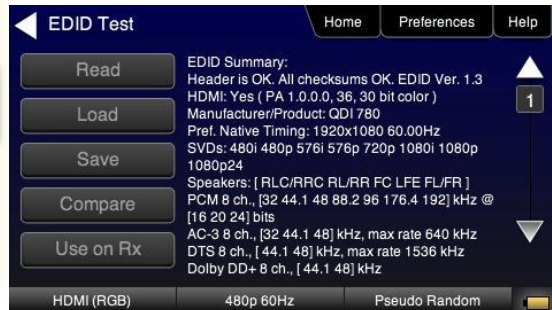 EDID Test
Home
Preferences
Help
Read
Load
Save
Compare
Use on Rx
EDID Summary:
Header is OK. All checksums OK. EDID Ver. 1.3
HDMI: Yes ( PA 1.0.0.0, 36, 30 bit color )
Manufacturer/Product: QDI 780
Pref. Native Timing: 1920x1080 60.00Hz
SVDs: 480i 480p 576i 576p 720p 1080i 1080p
1080p24
Speakers: [ RLC/RRC RL/RR FC LFE FL/FR ]
PCM 8 ch., [32 44.1 48 88.2 96 176.4 192] kHz @
[16 20 24] bits
AC-3 8 ch., [32 44.1 48] kHz, max rate 640 kHz
DTS 8 ch., [ 44.1 48] kHz, max rate 1536 kHz
Dolby DD+ 8 ch., [ 44.1 48] kHz
1
HDMI (RGB)
480p 60Hz
Pseudo Random